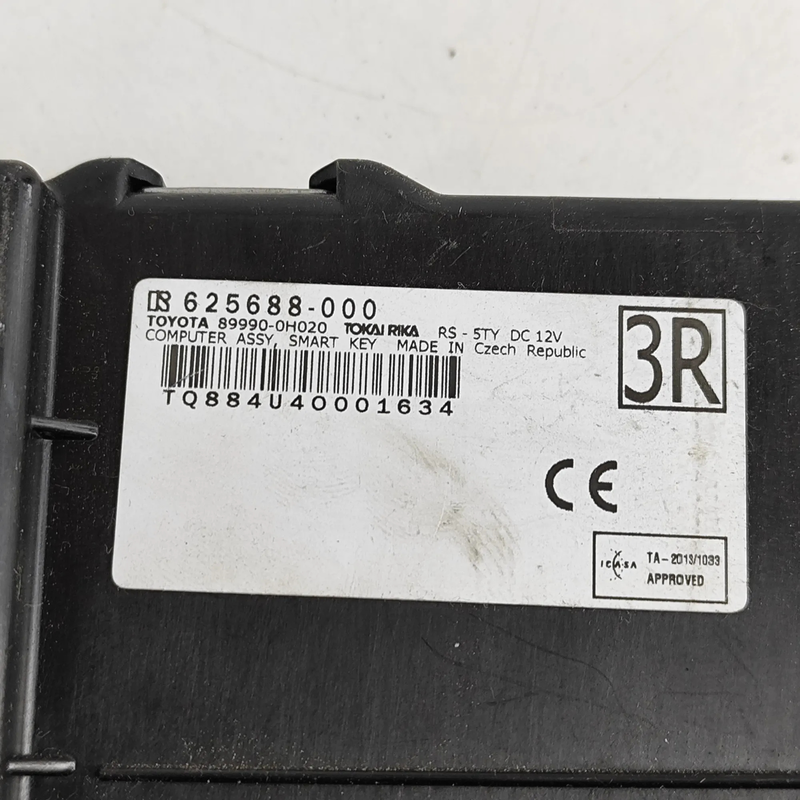 625688-000
TOYOTA 89990-0H020 TOKAI RIKA RS-5TY DC 12V
COMPUTER ASSY, SMART KEY MADE IN Czech Republic
TQ884U40001634
3R
CE
ICASA TA-2013/1033
APPROVED